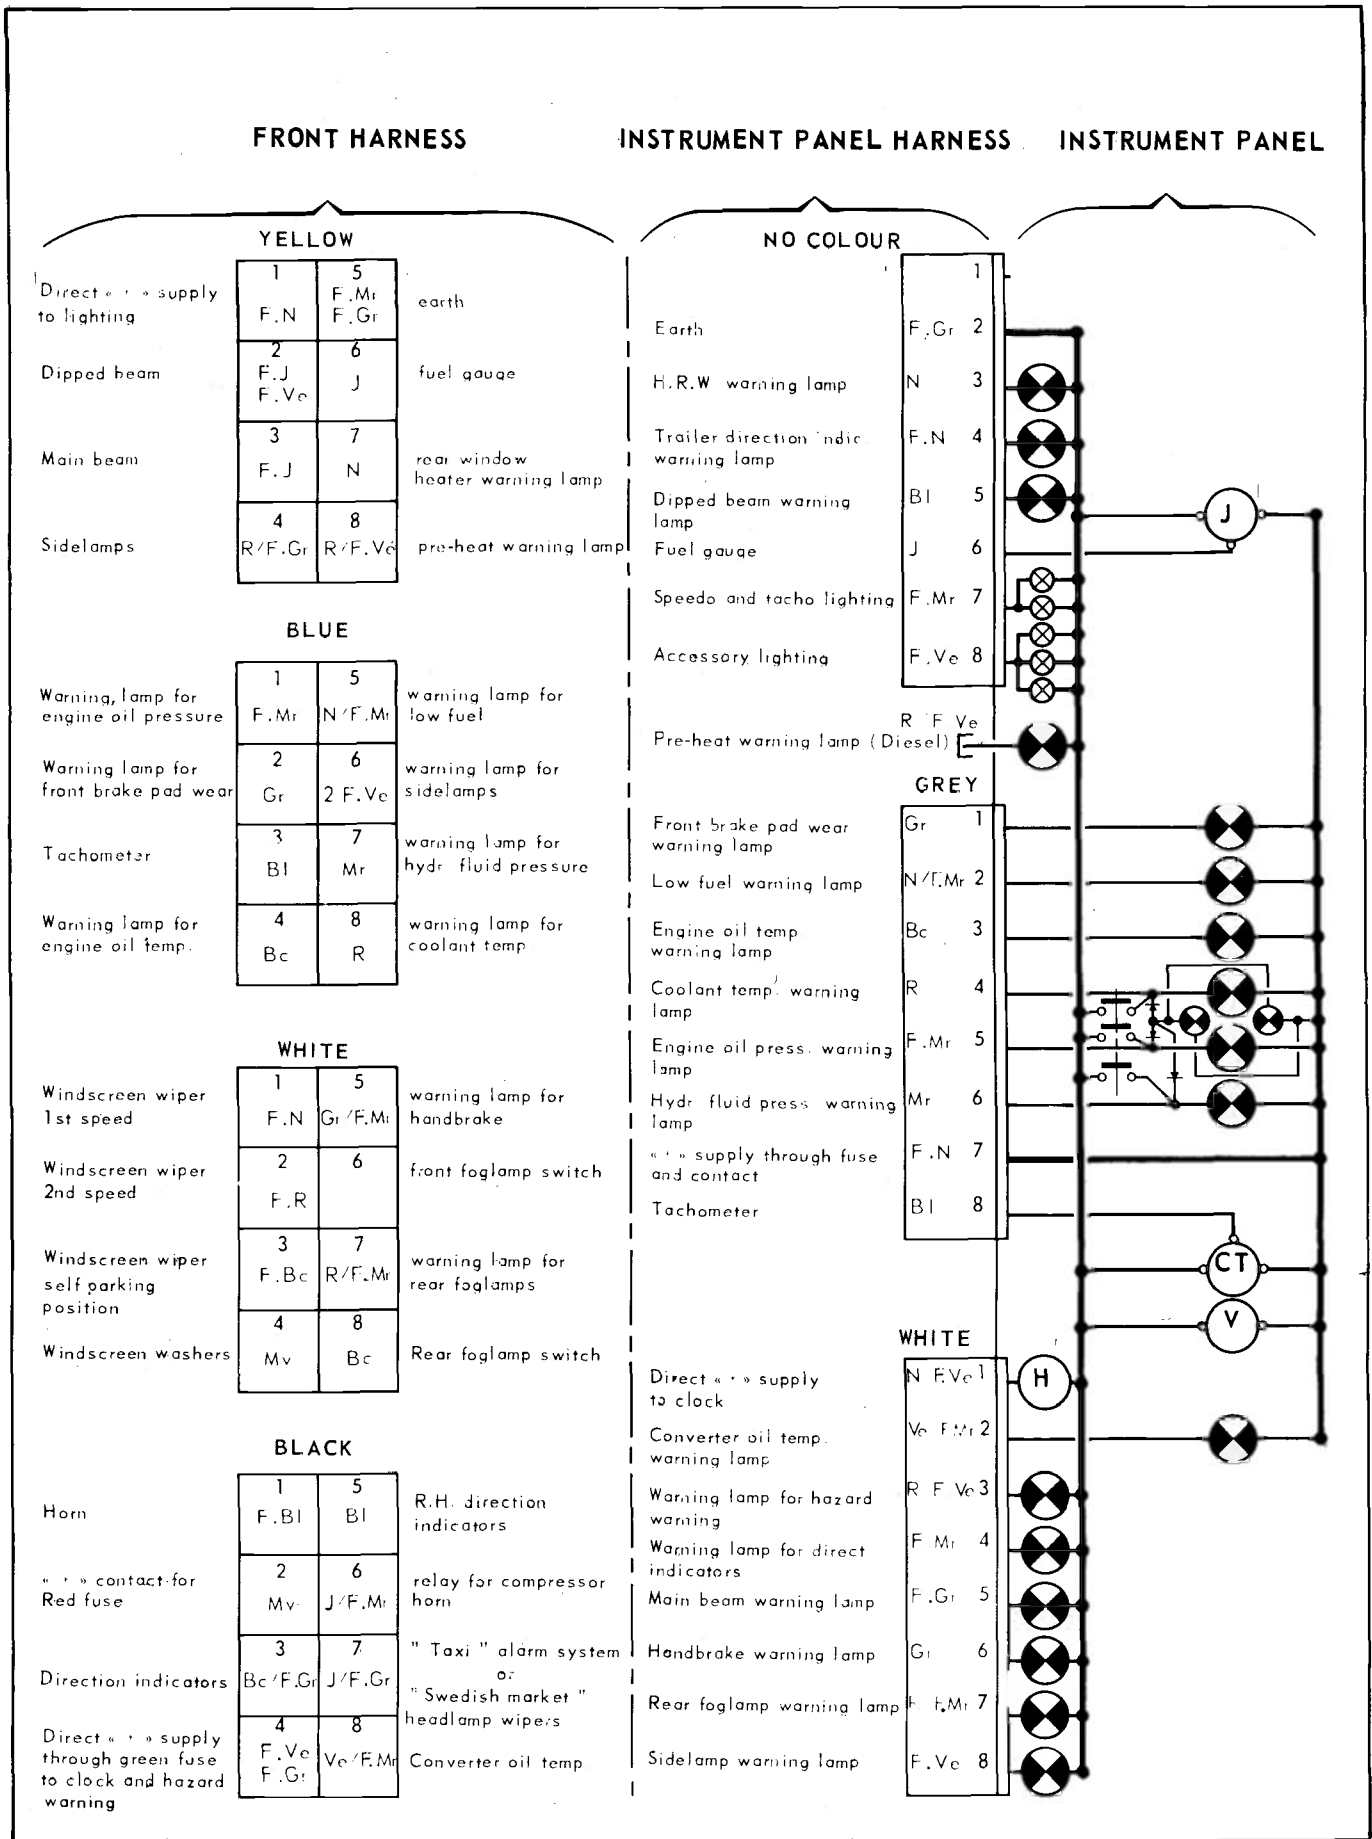 FRONT HARNESS
INSTRUMENT PANEL HARNESS
INSTRUMENT PANEL
YELLOW
Direct « + » supply
to lighting
1
F.N
5
F.Mr
F.Gr
earth
Dipped beam
2
F.J
F.Ve
6
J
fuel gauge
Main beam
3
F.J
7
N
rear window
heater warning lamp
Sidelamps
4
R/F.Gr
8
R/F.Ve
pre-heat warning lamp
BLUE
Warning, lamp for
engine oil pressure
1
F.Mr
5
N/F.Mr
warning lamp for
low fuel
Warning lamp for
front brake pad wear
2
Gr
6
2 F.Ve
warning lamp for
sidelamps
Tachometer
3
Bl
7
Mr
warning lamp for
hydr fluid pressure
Warning lamp for
engine oil temp.
4
Bc
8
R
warning lamp for
coolant temp
WHITE
Windscreen wiper
1st speed
1
F.N
5
Gr/F.Mr
warning lamp for
handbrake
Windscreen wiper
2nd speed
2
F.R
6
front foglamp switch
Windscreen wiper
self parking
position
3
F.Bc
7
R/F.Mr
warning lamp for
rear foglamps
Windscreen washers
4
Mv
8
Bc
Rear foglamp switch
BLACK
Horn
1
F.Bl
5
Bl
R.H. direction
indicators
« + » contact for
Red fuse
2
Mv
6
J/F.Mr
relay for compressor
horn
Direction indicators
3
Bc/F.Gr
7
J/F.Gr
" Taxi " alarm system
or
" Swedish market "
headlamp wipers
Direct « + » supply
through green fuse
to clock and hazard
warning
4
F.Ve
F.Gr
8
Ve/F.Mr
Converter oil temp
NO COLOUR
1
Earth
F.Gr 2
H.R.W warning lamp
N 3
Trailer direction indic
warning lamp
F.N 4
Dipped beam warning
lamp
Bl 5
Fuel gauge
J 6
Speedo and tacho lighting
F.Mr 7
Accessory lighting
F.Ve 8
R F Ve
Pre-heat warning lamp (Diesel)
GREY
Front brake pad wear
warning lamp
Gr 1
Low fuel warning lamp
N/F.Mr 2
Engine oil temp
warning lamp
Bc 3
Coolant temp. warning
lamp
R 4
Engine oil press. warning
lamp
F.Mr 5
Hydr fluid press warning
lamp
Mr 6
« + » supply through fuse
and contact
F.N 7
Tachometer
Bl 8
WHITE
Direct « + » supply
to clock
N F.Ve 1
Converter oil temp.
warning lamp
Ve F.Mr 2
Warning lamp for hazard
warning
R F Ve 3
Warning lamp for direct
indicators
F Mr 4
Main beam warning lamp
F.Gr 5
Handbrake warning lamp
Gr 6
Rear foglamp warning lamp
F.Mr 7
Sidelamp warning lamp
F.Ve 8
J
CT
V
H